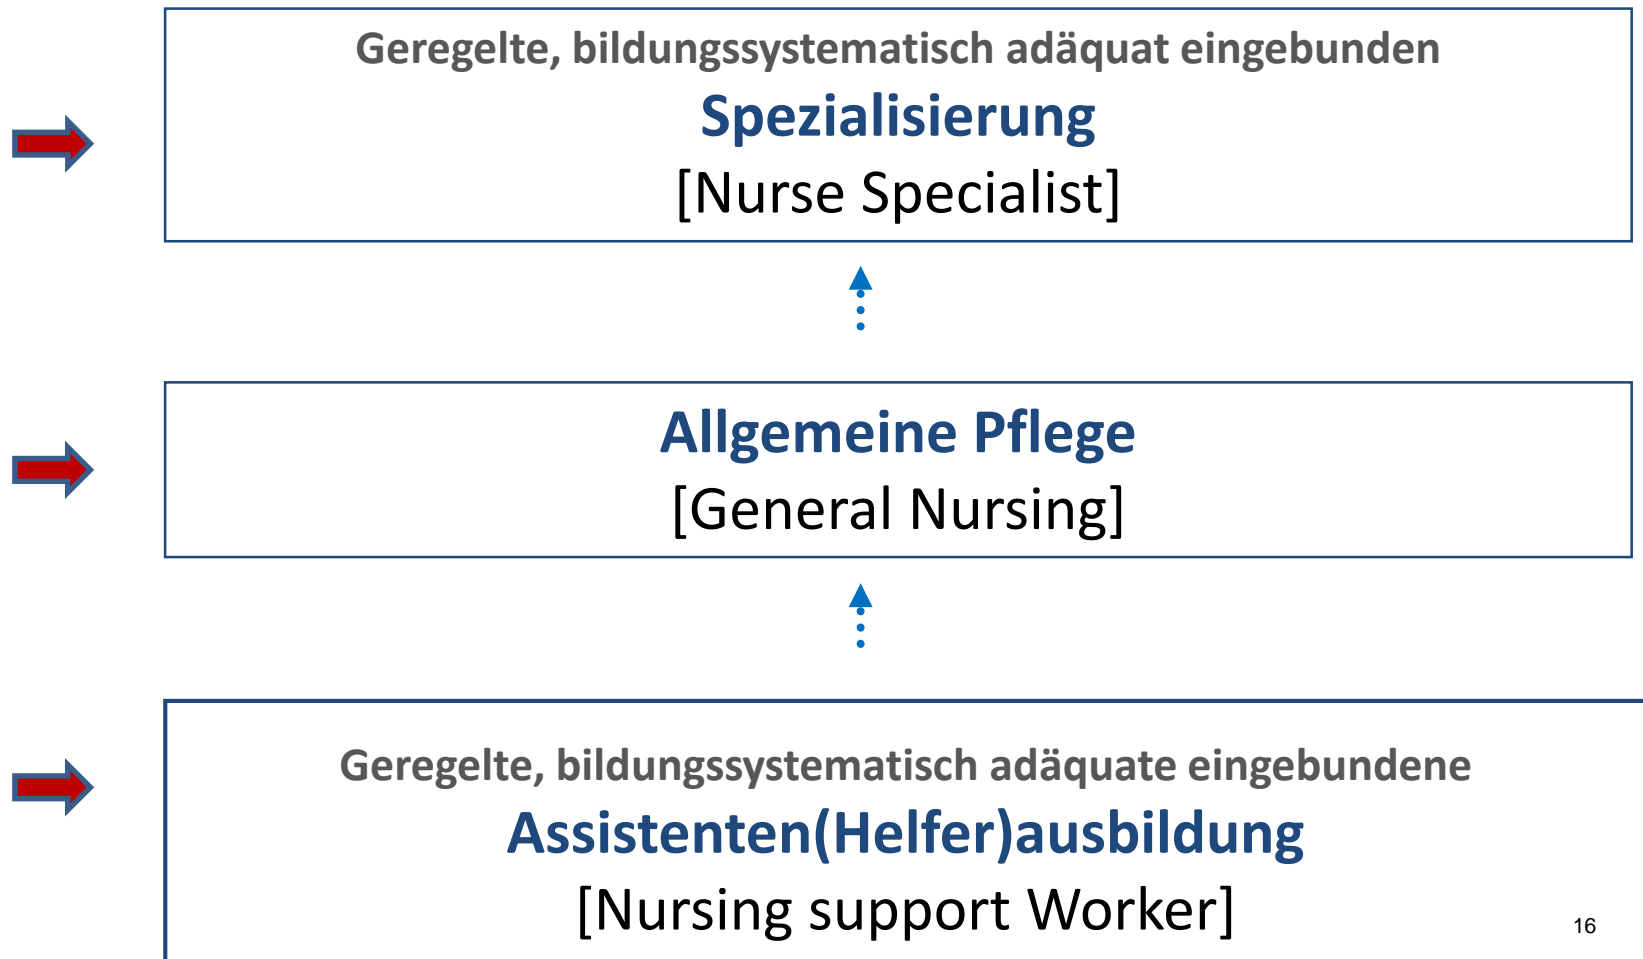 Geregelte, bildungssystematisch adäquat eingebunden
Spezialisierung
[Nurse Specialist]
Allgemeine Pflege
[General Nursing]
Geregelte, bildungssystematisch adäquate eingebundene
Assistenten(Helfer)ausbildung
[Nursing support Worker]
16